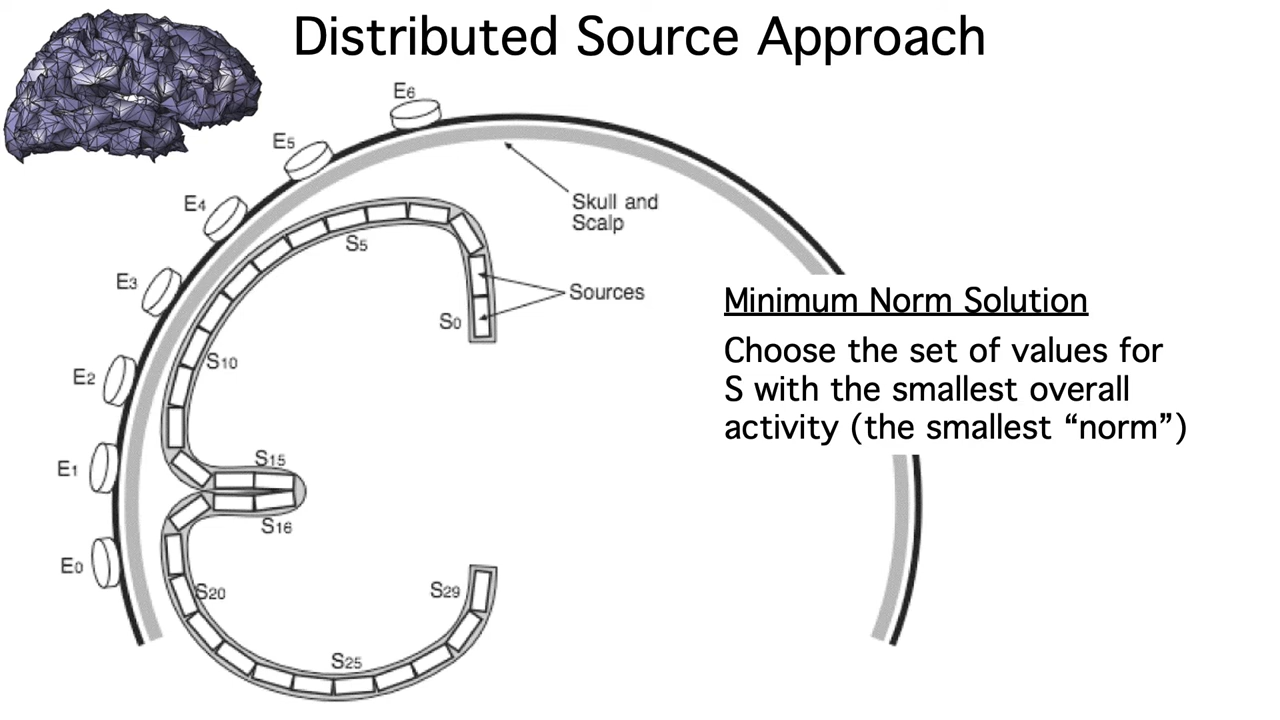 Distributed Source Approach
E6
E5
E4
E3
E2
E1
E0
Skull and
Scalp
S5
Sources
S0
S10
S15
S16
S20
S29
S25
Minimum Norm Solution
Choose the set of values for
S with the smallest overall
activity (the smallest “norm”)